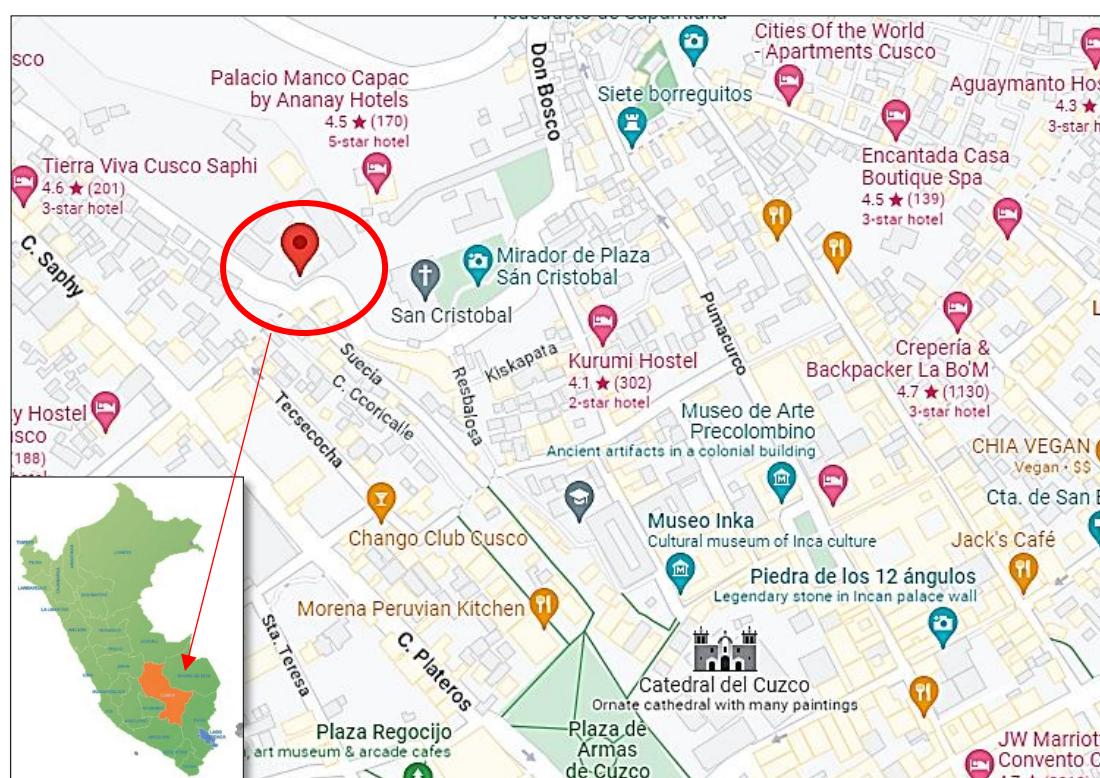 Acueducto de Sapantiana
Cities Of the World
- Apartments Cusco
sco
Don Bosco
Palacio Manco Capac
by Ananay Hotels
4.5 ★ (170)
5-star hotel
Siete borreguitos
Aguaymanto Hos
4.3 ★
3-star h
Tierra Viva Cusco Saphi
4.6 ★ (201)
3-star hotel
Encantada Casa
Boutique Spa
4.5 ★ (139)
3-star hotel
C. Saphy
Mirador de Plaza
Sán Cristobal
San Cristobal
Pumacurco
Suecia
C. Ccoricalle
Tecsecocha
Resbalosa
Kiskapata
Kurumi Hostel
4.1 ★ (302)
2-star hotel
Crepería &
Backpacker La Bo'M
4.7 ★ (1130)
3-star hotel
L
y Hostel
usco
(188)
Museo de Arte
Precolombino
Ancient artifacts in a colonial building
CHIA VEGAN
Vegan • $$
Cta. de San B
Chango Club Cusco
Museo Inka
Cultural museum of Inca culture
Jack's Café
Piedra de los 12 ángulos
Legendary stone in Incan palace wall
Morena Peruvian Kitchen
Sta. Teresa
C. Plateros
Catedral del Cuzco
Ornate cathedral with many paintings
Plaza Regocijo
, art museum & arcade cafes
Plaza de
Armas
de Cuzco
JW Marriott
Convento C